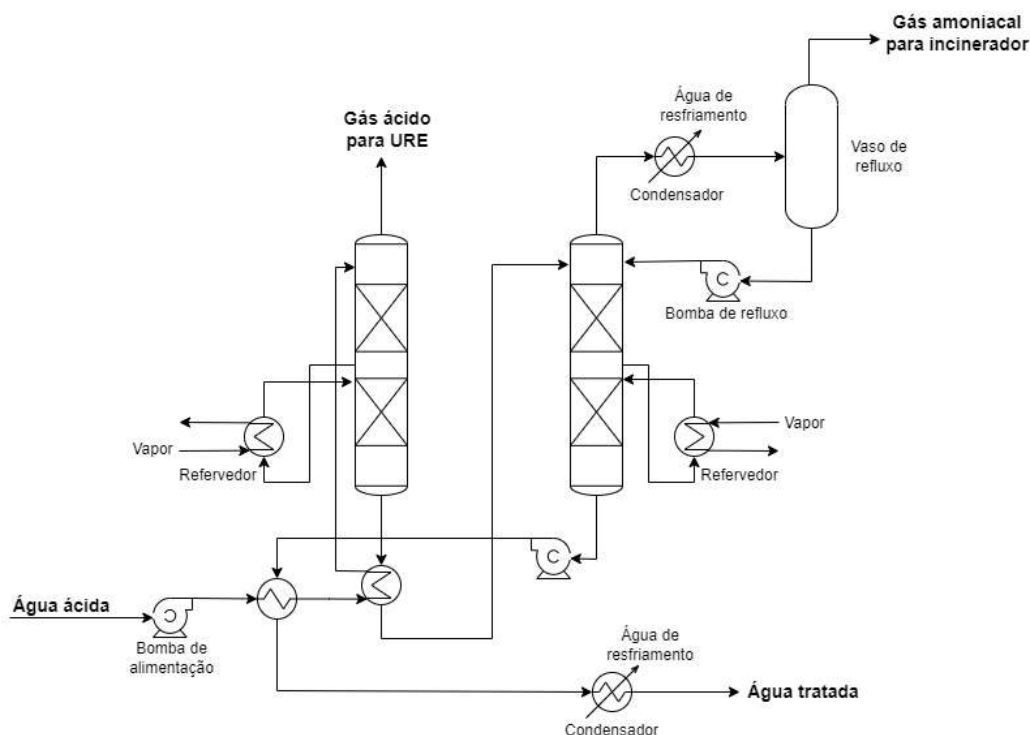 Gás amoniacal
para incinerador
Água de
resfriamento
Gás ácido
para URE
Vaso de
refluxo
Condensador
C
Bomba de refluxo
Vapor
Vapor
Refervedor
Refervedor
C
Água ácida
C
Bomba de
alimentação
Água de
resfriamento
Água tratada
Condensador